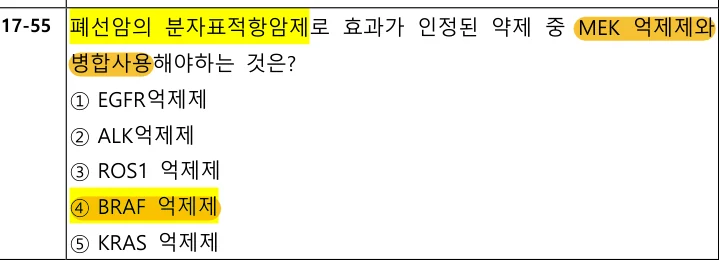 17-55 폐선암의 분자표적항암제로 효과가 인정된 약제 중 MEK 억제제와
병합사용해야하는 것은?
① EGFR억제제
② ALK억제제
③ ROS1 억제제
④ BRAF 억제제
⑤ KRAS 억제제